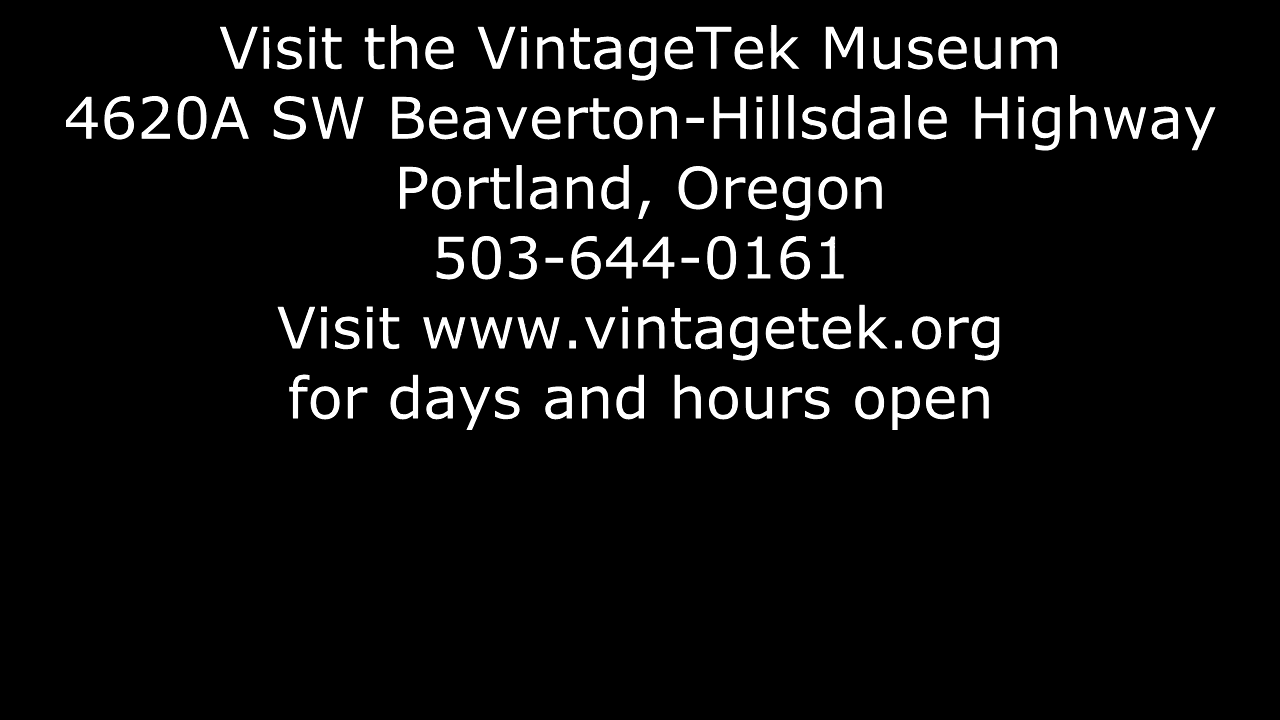 Visit the VintageTek Museum
4620A SW Beaverton-Hillsdale Highway
Portland, Oregon
503-644-0161
Visit www.vintagetek.org
for days and hours open